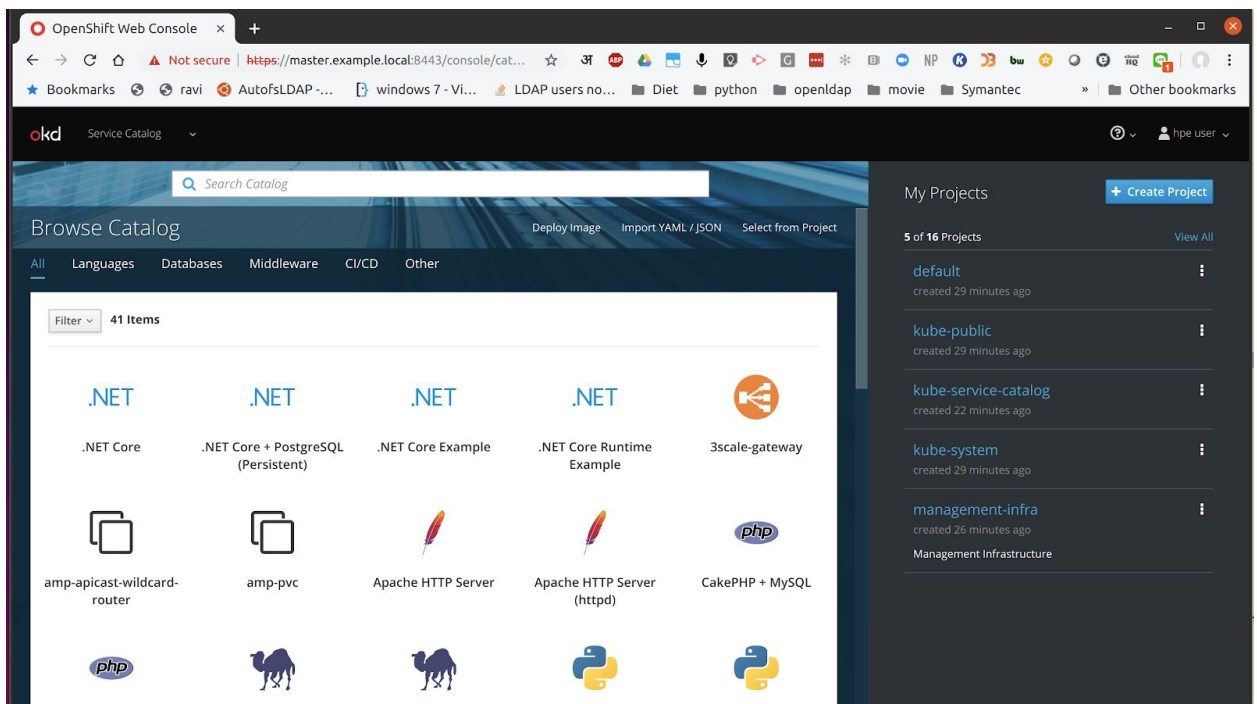 OpenShift Web Console
Not secure | https://master.example.local:8443/console/cat...
अ ABP G NP K bw cloud IIQ 1
Bookmarks ravi AutofsLDAP -... windows 7 - Vi... LDAP users no... Diet python openldap movie Symantec » Other bookmarks
okd Service Catalog hpe user
Search Catalog
My Projects + Create Project
Browse Catalog Deploy Image Import YAML / JSON Select from Project
5 of 16 Projects View All
All Languages Databases Middleware CI/CD Other
default
created 29 minutes ago
Filter 41 Items
kube-public
created 29 minutes ago
.NET .NET .NET .NET
kube-service-catalog
created 22 minutes ago
.NET Core .NET Core + PostgreSQL (Persistent) .NET Core Example .NET Core Runtime Example 3scale-gateway
kube-system
created 29 minutes ago
management-infra
created 26 minutes ago
Management Infrastructure
php
amp-apicast-wildcard-router amp-pvc Apache HTTP Server Apache HTTP Server (httpd) CakePHP + MySQL
php